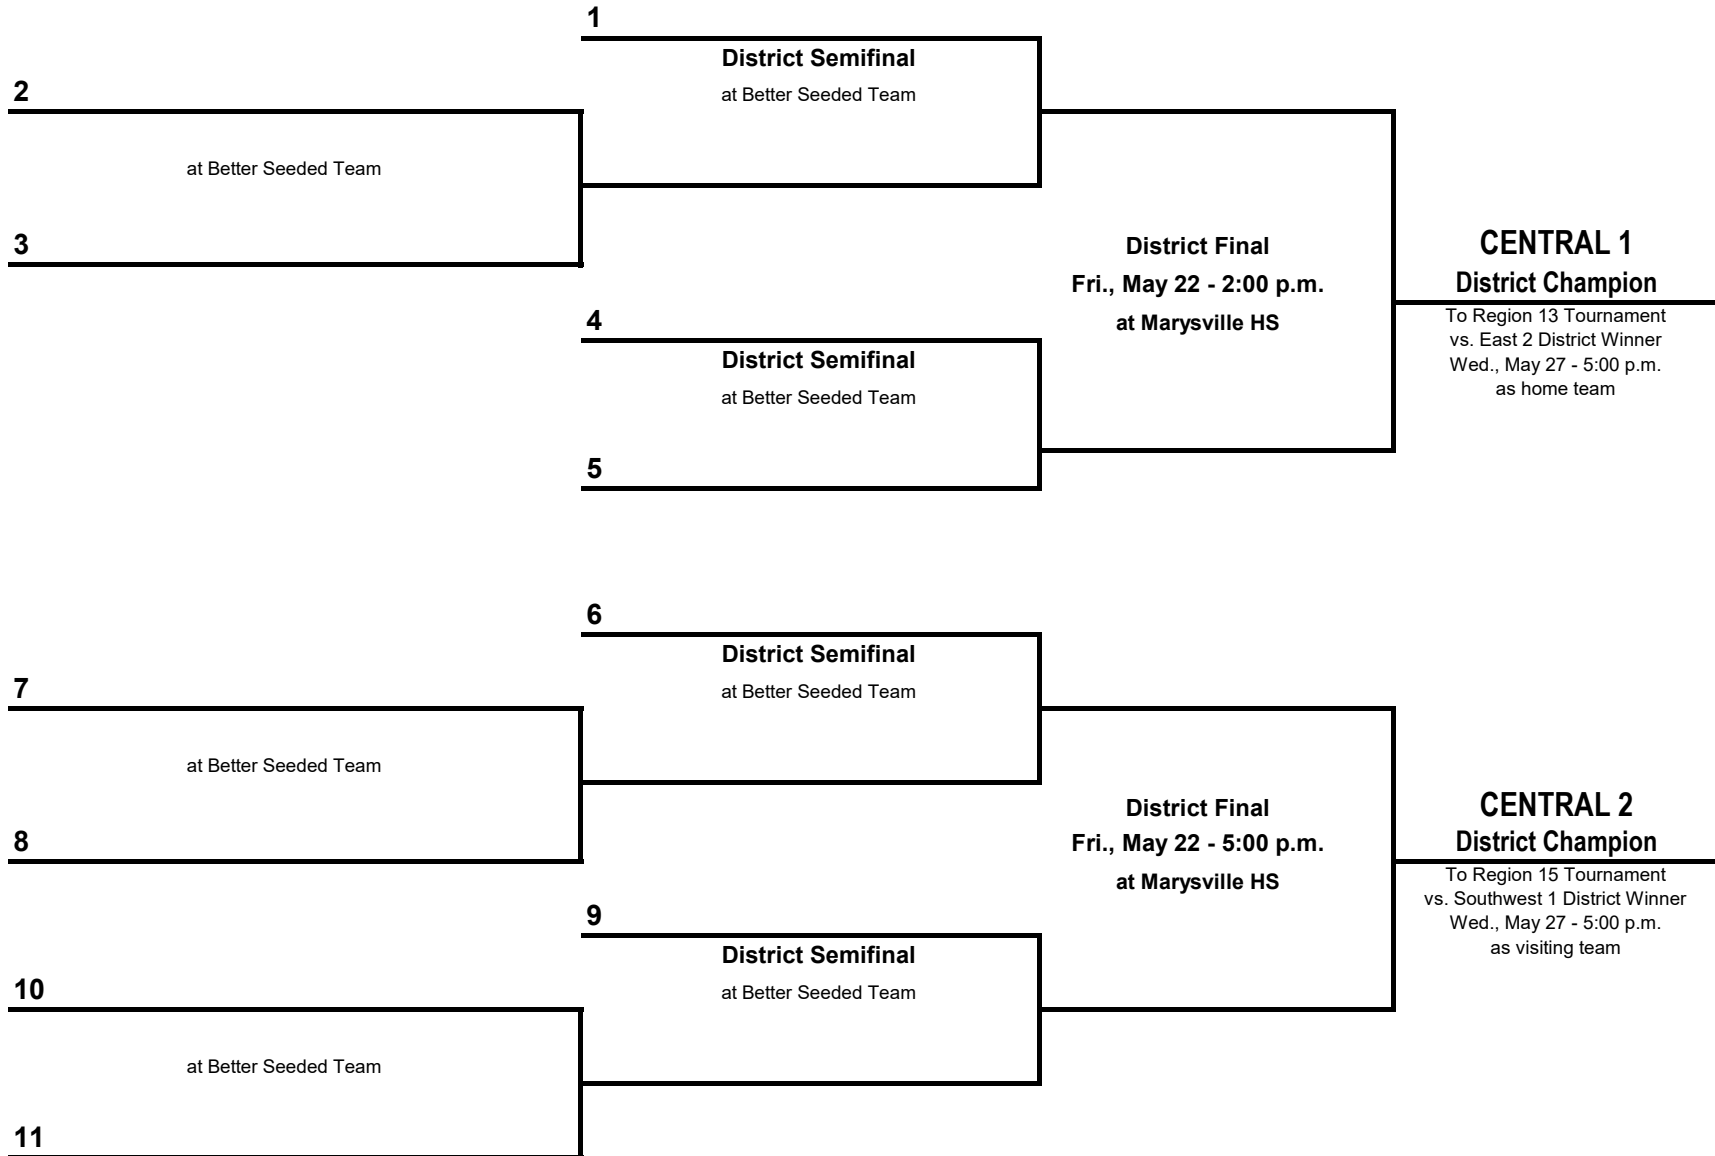 1
District Semifinal
at Better Seeded Team
2
at Better Seeded Team
3
District Final
Fri., May 22 - 2:00 p.m.
at Marysville HS
CENTRAL 1
District Champion
To Region 13 Tournament
vs. East 2 District Winner
Wed., May 27 - 5:00 p.m.
as home team
4
District Semifinal
at Better Seeded Team
5
6
District Semifinal
at Better Seeded Team
7
at Better Seeded Team
8
District Final
Fri., May 22 - 5:00 p.m.
at Marysville HS
CENTRAL 2
District Champion
To Region 15 Tournament
vs. Southwest 1 District Winner
Wed., May 27 - 5:00 p.m.
as visiting team
9
District Semifinal
at Better Seeded Team
10
at Better Seeded Team
11